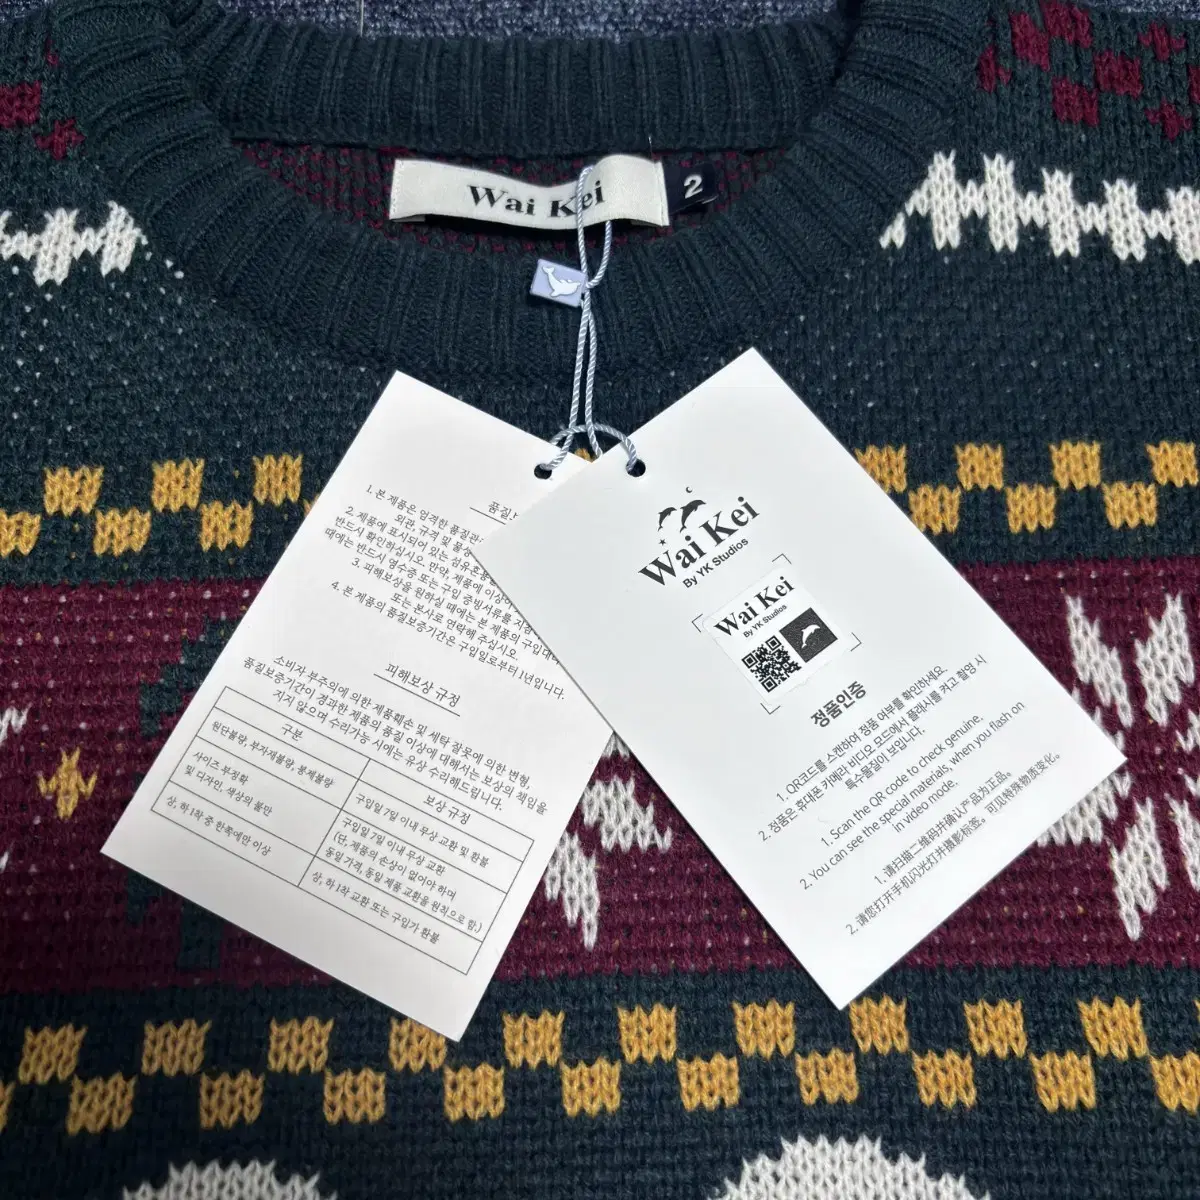 Wai Kei
2
품질보
1. 본 제품은 엄격한 품질관
외관, 규격 및 물성
2. 제품에 표시되어 있는 섬유혼용
반드시 확인하십시오. 만약, 제품에 이상이
때에는 반드시 영수증 또는 구입 증빙서류를 지참
3. 피해보상을 원하실 때에는 본 제품의 구입대
또는 본사로 연락해 주십시오.
4. 본 제품의 품질보증기간은 구입일로부터 1년입니다.
피해보상 규정
소비자 부주의에 의한 제품훼손 및 세탁 잘못에 의한 변형,
품질보증기간이 경과한 제품의 품질 이상에 대해서는 보상의 책임을
지지 않으며 수리가능 시에는 유상 수리해드립니다.
구분
보상 규정
원단불량, 부자재불량, 봉제불량
구입일 7일 이내 무상 교환 및 환불
사이즈 부정확
및 디자인, 색상의 불만
구입일 7일 이내 무상 교환
(단, 제품의 손상이 없어야 하며
동일 가격, 동일 제품 교환을 원칙으로 함.)
상, 하 1착 중 한쪽에만 이상
상, 하 1착 교환 또는 구입가 환불
Wai Kei
By YK Studios
Wai Kei
By YK Studios
정품인증
1. QR코드를 스캔하여 정품 여부를 확인하세요.
2. 정품은 휴대폰 카메라 비디오 모드에서 플래시를 켜고 촬영 시
특수물질이 보입니다.
1. Scan the QR code to check genuine.
2. You can see the special materials, when you flash on
in video mode.
1. 请扫描二维码并确认产品为正品。
2. 请您打开手机闪光灯并摄影标签。可见特殊物质变化。